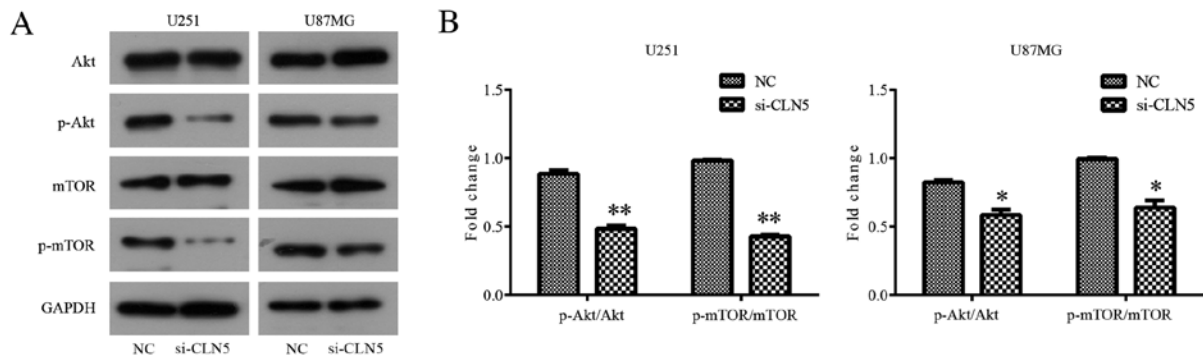 A
U251 U87MG
Akt
p-Akt
mTOR
p-mTOR
GAPDH
NC si-CLN5 NC si-CLN5
B
U251
NC
si-CLN5
Fold change
1.5
1.0
0.5
0.0
** **
p-Akt/Akt p-mTOR/mTOR
U87MG
NC
si-CLN5
Fold change
1.5
1.0
0.5
0.0
* *
p-Akt/Akt p-mTOR/mTOR